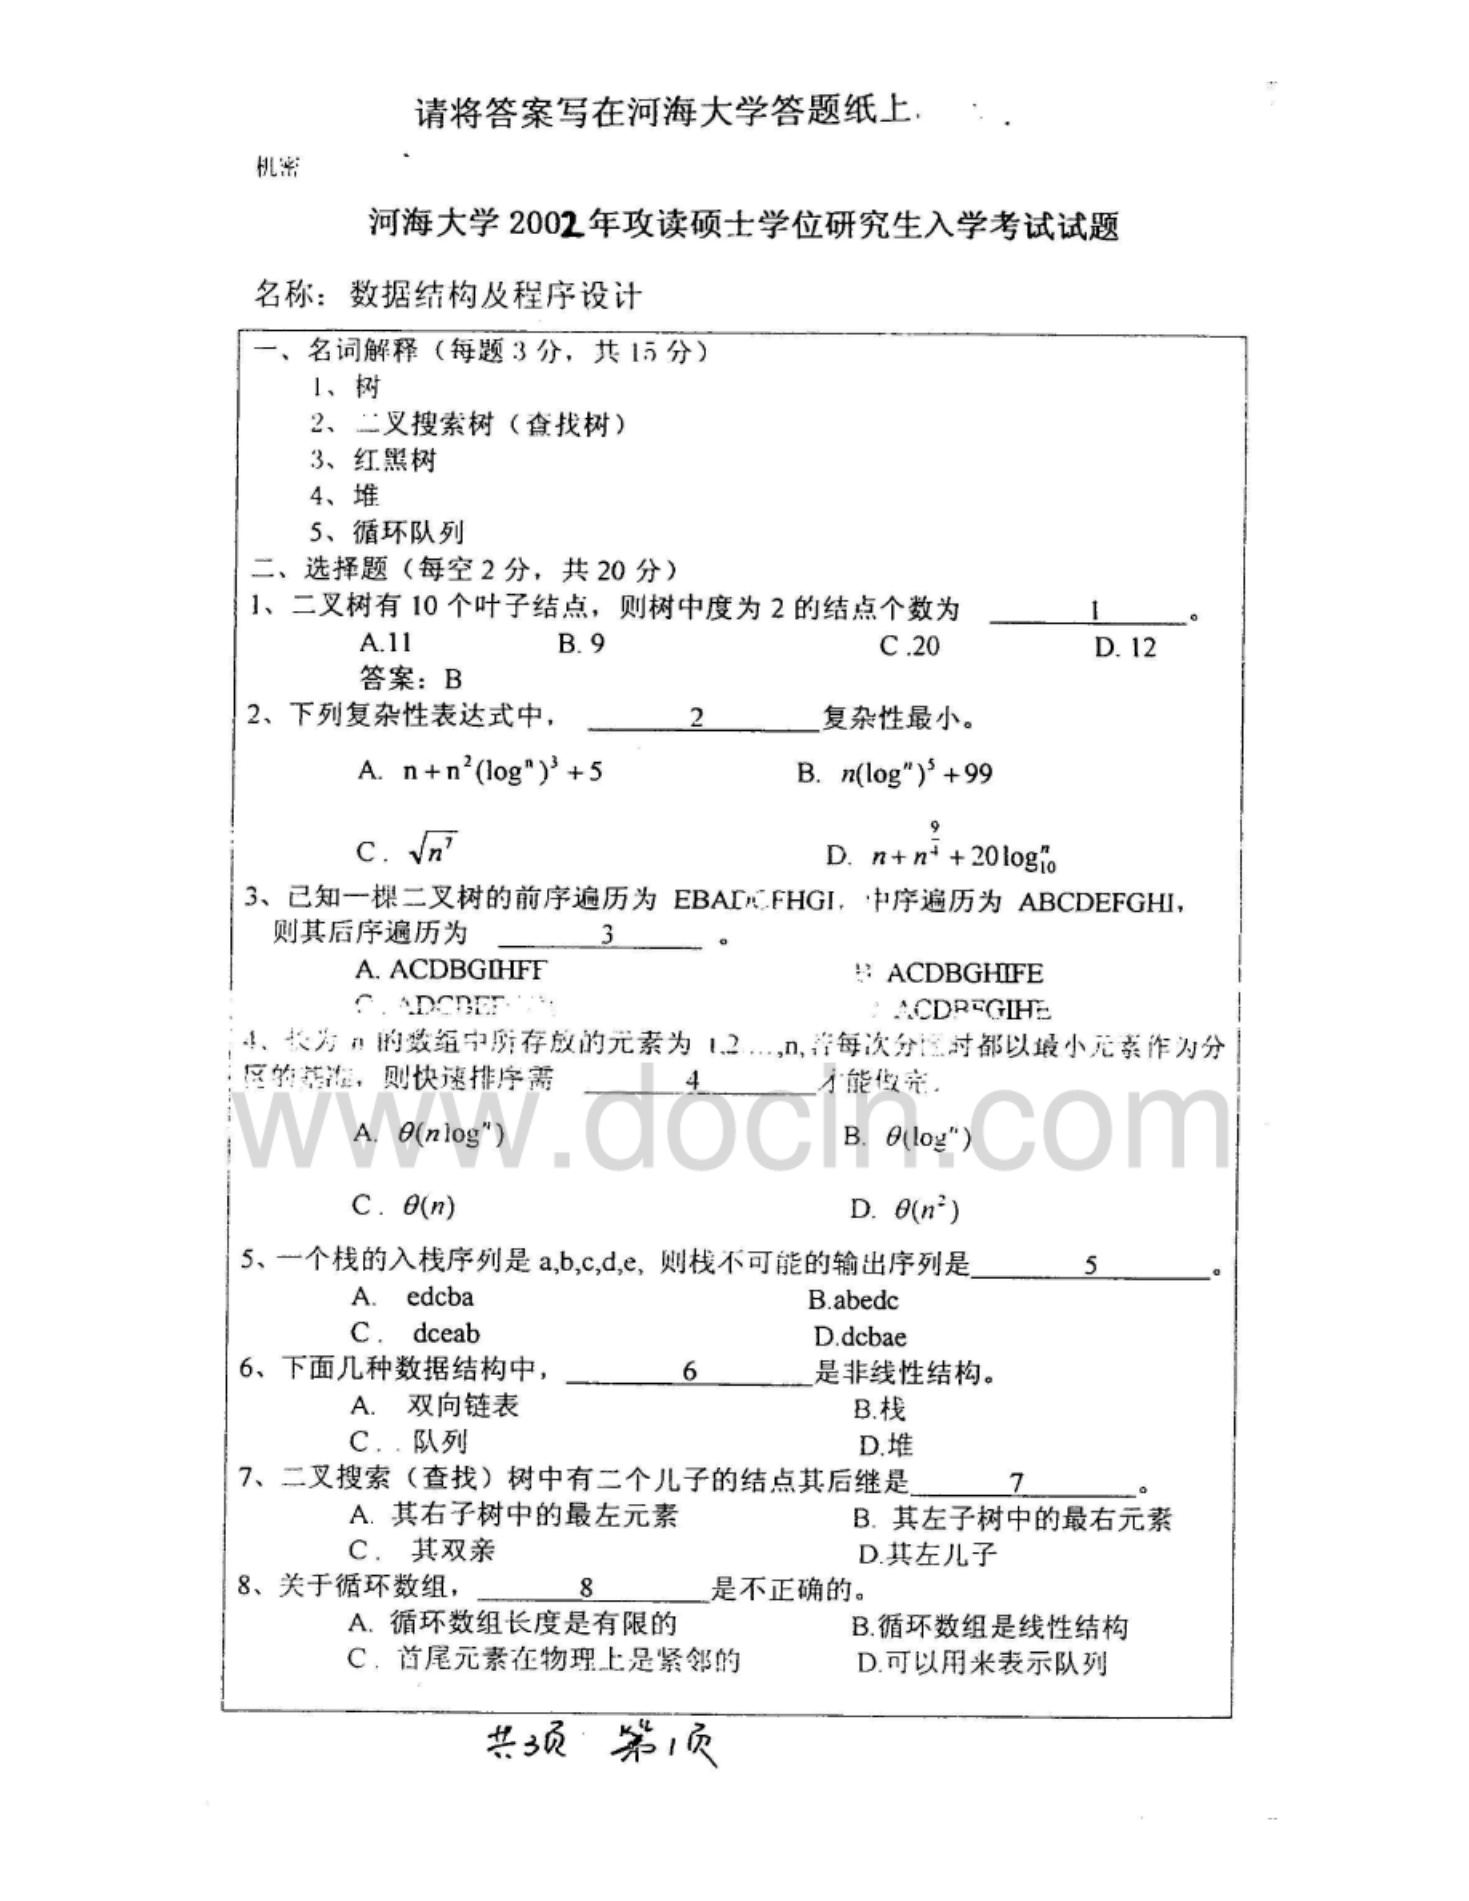 请将答案写在河海大学答题纸上.
机密
河海大学 2002 年攻读硕士学位研究生入学考试试题
名称：数据结构及程序设计
一、名词解释（每题 3 分，共 15 分）
1、树
2、二叉搜索树（查找树）
3、红黑树
4、堆
5、循环队列
二、选择题（每空 2 分，共 20 分）
1、二叉树有 10 个叶子结点，则树中度为 2 的结点个数为 1 。
A.11 B. 9 C .20 D. 12
答案：B
2、下列复杂性表达式中， 2 复杂性最小。
A. n+n²(logⁿ)³+5 B. n(logⁿ)⁵+99
C . √n⁷ D. n+n^(9/4)+20log₁₀ⁿ
3、已知一棵二叉树的前序遍历为 EBADCFHGI，中序遍历为 ABCDEFGHI，
则其后序遍历为 3 。
A. ACDBGIHFF B ACDBGHIFE
ACDB GIHE
4、长为 n 的数组中所存放的元素为 1,2…,n,若每次分区时都以最小元素作为分
区的基准，则快速排序需 4 才能做完.
A. θ(nlogⁿ) B. θ(logⁿ)
C . θ(n) D. θ(n²)
5、一个栈的入栈序列是 a,b,c,d,e, 则栈不可能的输出序列是 5 。
A. edcba B.abedc
C . dceab D.dcbae
6、下面几种数据结构中， 6 是非线性结构。
A. 双向链表 B.栈
C . . 队列 D.堆
7、二叉搜索（查找）树中有二个儿子的结点其后继是 7 。
A. 其右子树中的最左元素 B. 其左子树中的最右元素
C . 其双亲 D.其左儿子
8、关于循环数组， 8 是不正确的。
A. 循环数组长度是有限的 B.循环数组是线性结构
C . 首尾元素在物理上是紧邻的 D.可以用来表示队列
共3页 第1页
www.docin.com